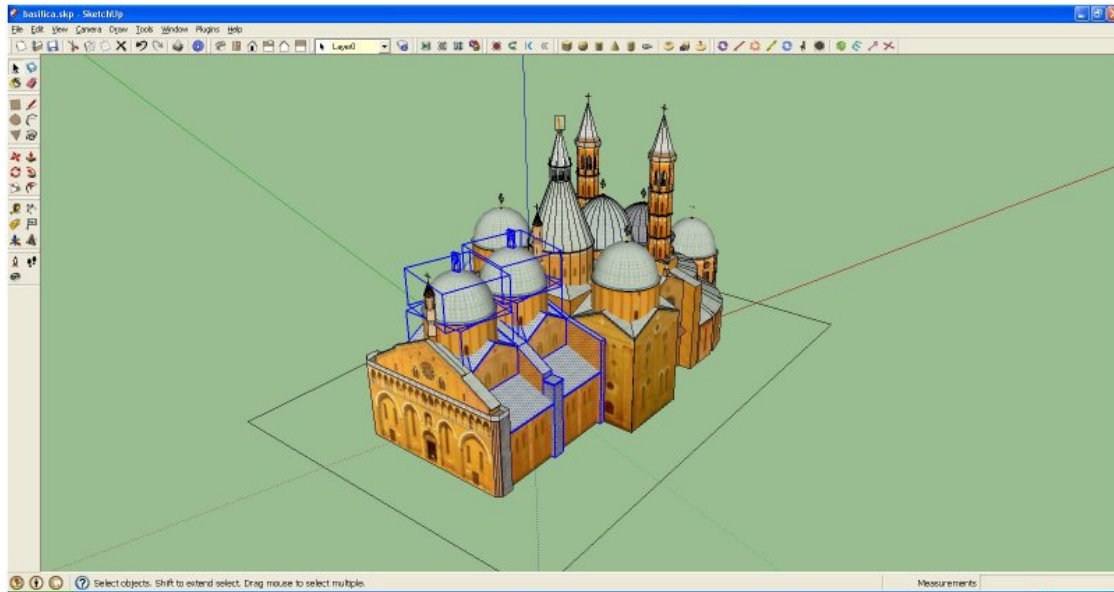 basilica.skp - SketchUp
File Edit View Camera Draw Tools Window Plugins Help
Layer0
Select objects. Shift to extend select. Drag mouse to select multiple.
Measurements